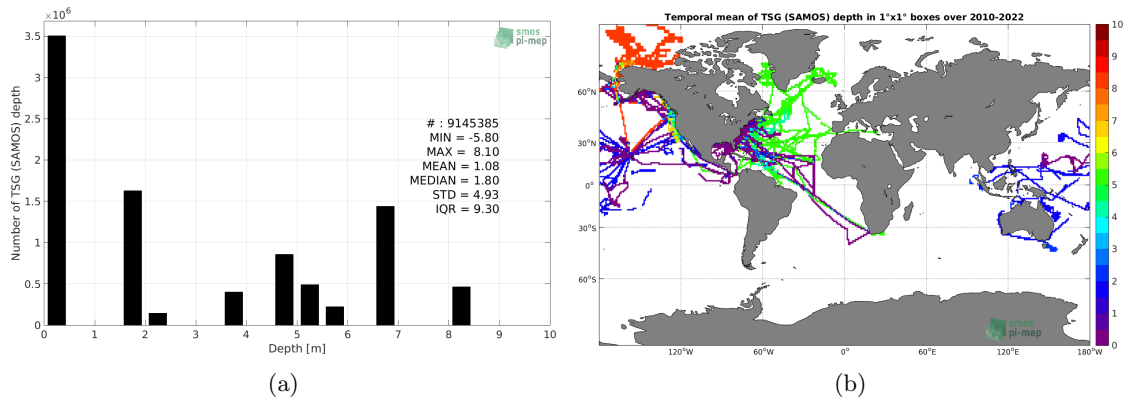 ×10⁶
3.5
3
2.5
2
1.5
1
0.5
0
Number of TSG (SAMOS) depth
smos
pi-mep
# : 9145385
MIN = -5.80
MAX = 8.10
MEAN = 1.08
MEDIAN = 1.80
STD = 4.93
IQR = 9.30
0 1 2 3 4 5 6 7 8 9 10
Depth [m]
(a)
Temporal mean of TSG (SAMOS) depth in 1°x1° boxes over 2010-2022
60°N
30°N
0°
30°S
60°S
120°W 60°W 0° 60°E 120°E 180°W
smos
pi-mep
10
9
8
7
6
5
4
3
2
1
0
(b)